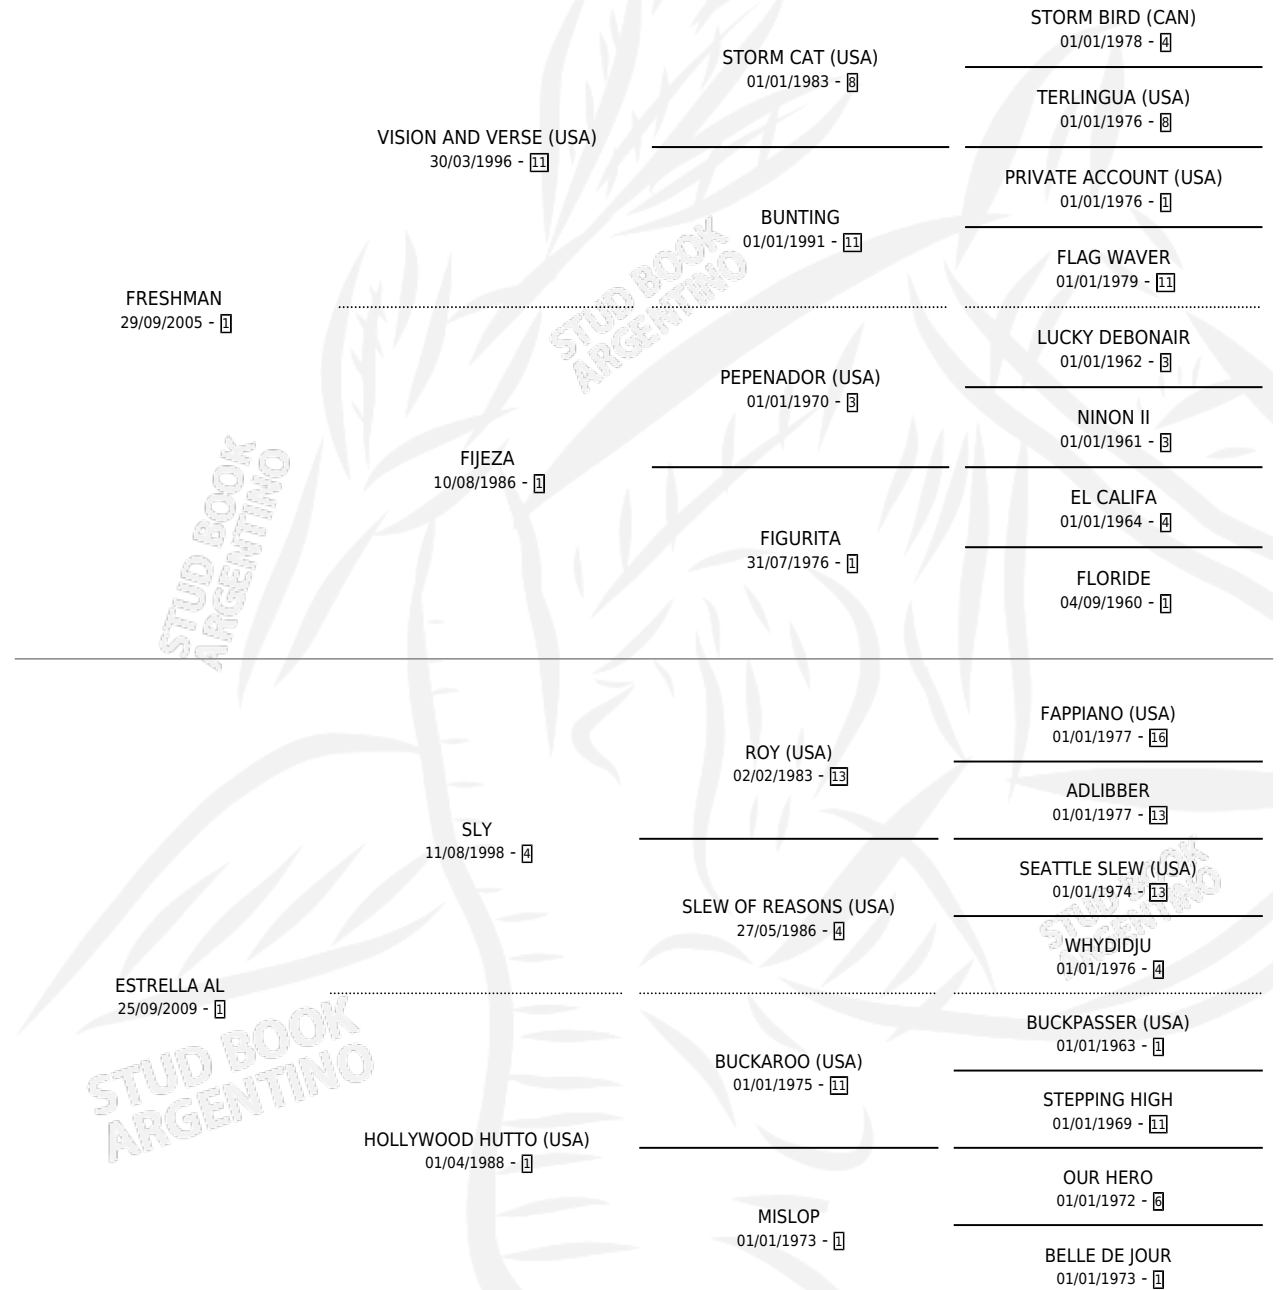 STORM BIRD (CAN)
01/01/1978 - 4
STORM CAT (USA)
01/01/1983 - 8
TERLINGUA (USA)
01/01/1976 - 8
VISION AND VERSE (USA)
30/03/1996 - 11
PRIVATE ACCOUNT (USA)
01/01/1976 - 1
BUNTING
01/01/1991 - 11
FLAG WAVER
01/01/1979 - 11
FRESHMAN
29/09/2005 - 1
LUCKY DEBONAIR
01/01/1962 - 3
PEPENADOR (USA)
01/01/1970 - 3
NINON II
01/01/1961 - 3
FIJEZA
10/08/1986 - 1
EL CALIFA
01/01/1964 - 4
FIGURITA
31/07/1976 - 1
FLORIDE
04/09/1960 - 1
FAPPIANO (USA)
01/01/1977 - 16
ROY (USA)
02/02/1983 - 13
ADLIBBER
01/01/1977 - 13
SLY
11/08/1998 - 4
SEATTLE SLEW (USA)
01/01/1974 - 13
SLEW OF REASONS (USA)
27/05/1986 - 4
WHYDIDJU
01/01/1976 - 4
ESTRELLA AL
25/09/2009 - 1
BUCKPASSER (USA)
01/01/1963 - 1
BUCKAROO (USA)
01/01/1975 - 11
STEPPING HIGH
01/01/1969 - 11
HOLLYWOOD HUTTO (USA)
01/04/1988 - 1
OUR HERO
01/01/1972 - 6
MISLOP
01/01/1973 - 1
BELLE DE JOUR
01/01/1973 - 1
STUD BOOK
ARGENTINO
STUD BOOK
ARGENTINO
STUD BOOK
ARGENTINO
STUD BOOK
ARGENTINO